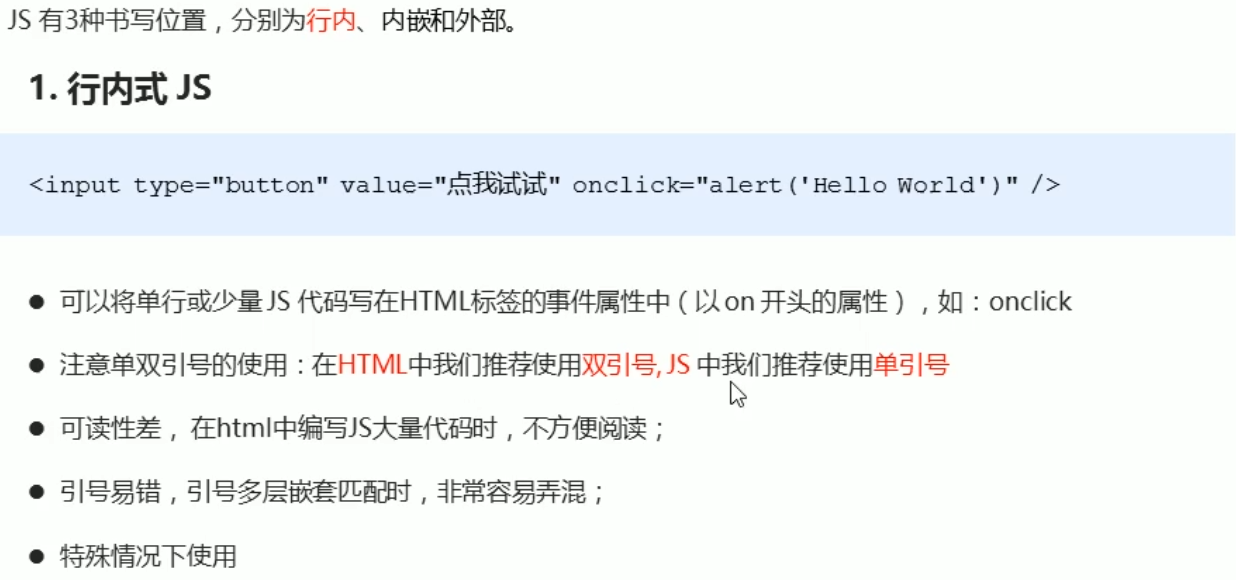 JS 有3种书写位置，分别为行内、内嵌和外部。
1. 行内式 JS
<input type="button" value="点我试试" onclick="alert('Hello World')" />
● 可以将单行或少量 JS 代码写在HTML标签的事件属性中（以 on 开头的属性），如：onclick
● 注意单双引号的使用：在HTML中我们推荐使用双引号, JS 中我们推荐使用单引号
● 可读性差， 在html中编写JS大量代码时，不方便阅读；
● 引号易错，引号多层嵌套匹配时，非常容易弄混；
● 特殊情况下使用